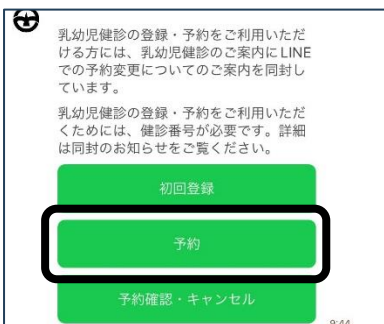 乳幼児健診の登録・予約をご利用いただ
ける方には、乳幼児健診のご案内にLINE
での予約変更についてのご案内を同封し
ています。
乳幼児健診の登録・予約をご利用いただ
くためには、健診番号が必要です。詳細
は同封のお知らせをご覧ください。
初回登録
予約
予約確認・キャンセル